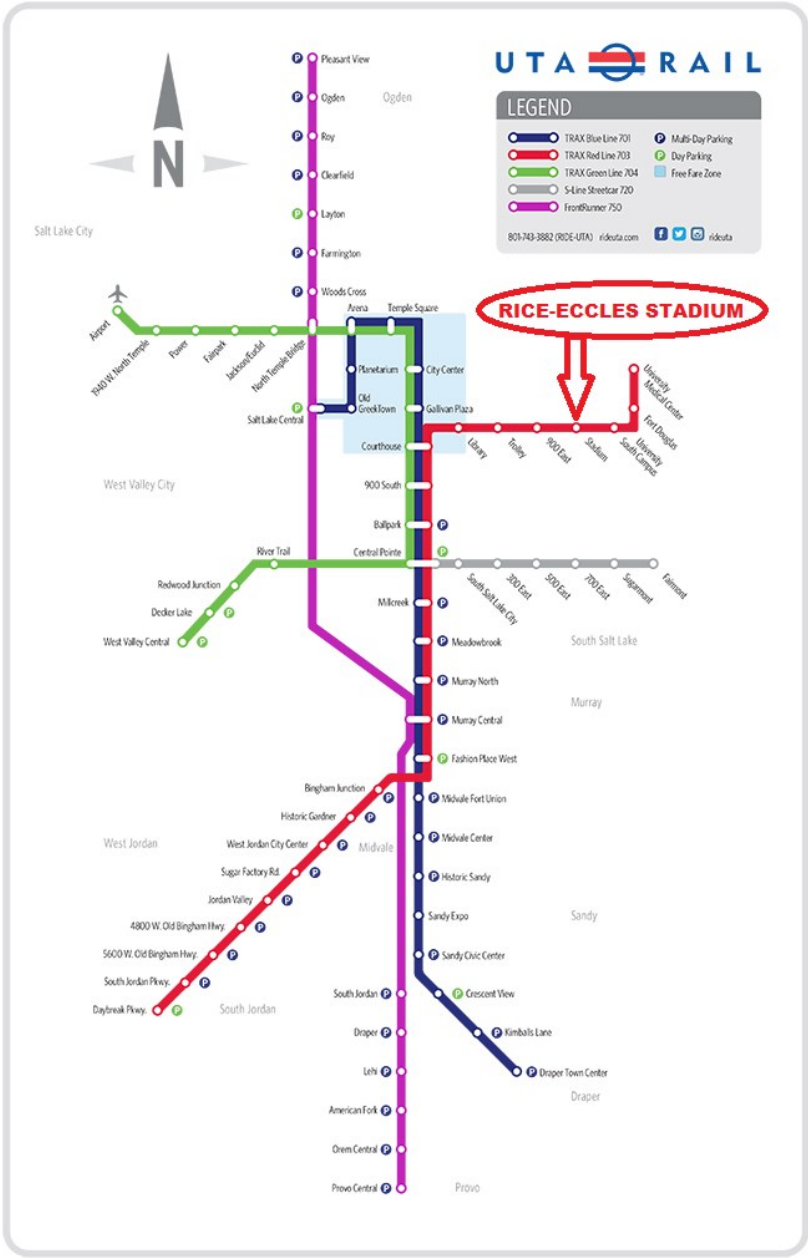 UTA RAIL
LEGEND
TRAX Blue Line 701
TRAX Red Line 703
TRAX Green Line 704
S-Line Streetcar 720
FrontRunner 750
P Multi-Day Parking
P Day Parking
Free Fare Zone
801-743-3882 (RIDE-UTA) rideuta.com
f
rideuta
N
P Pleasant View
P Ogden
Ogden
P Roy
P Clearfield
P Layton
Salt Lake City
P Farmington
P Woods Cross
RICE-ECCLES STADIUM
Airport
1940 W. North Temple
Power
Fairpark
Jackson/Euclid
North Temple Bridge
Arena
Temple Square
Planetarium
City Center
Old
GreekTown
Gallivan Plaza
P
Salt Lake Central
Courthouse
Library
Trolley
900 East
Stadium
University
South Campus
Fort Douglas
University
Medical Center
West Valley City
900 South
Ballpark P
River Trail
Central Pointe P
South Salt Lake City
300 East
500 East
700 East
Sugarmont
Fairmont
Redwood Junction
Decker Lake P
West Valley Central P
Millcreek P
P Meadowbrook
South Salt Lake
P Murray North
Murray
P Murray Central
P Fashion Place West
Bingham Junction P
P Midvale Fort Union
Historic Gardner P
P Midvale Center
West Jordan
West Jordan City Center P
Midvale
Sugar Factory Rd. P
P Historic Sandy
Jordan Valley P
Sandy Expo
Sandy
4800 W. Old Bingham Hwy. P
5600 W. Old Bingham Hwy. P
P Sandy Civic Center
South Jordan Pkwy. P
Daybreak Pkwy. P
South Jordan
South Jordan P
P Crescent View
Draper P
P Kimballs Lane
Lehi P
P Draper Town Center
Draper
American Fork P
Orem Central P
Provo Central P
Provo